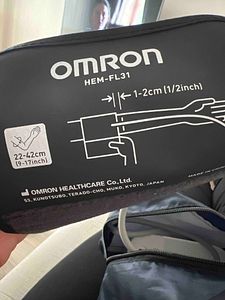 OMRON
HEM-FL31
1-2cm (1/2inch)
22-42cm
(9-17inch)
OMRON HEALTHCARE Co., Ltd.
53, KUNOTSUBO, TERADO-CHO, MUKO, KYOTO, JAPAN